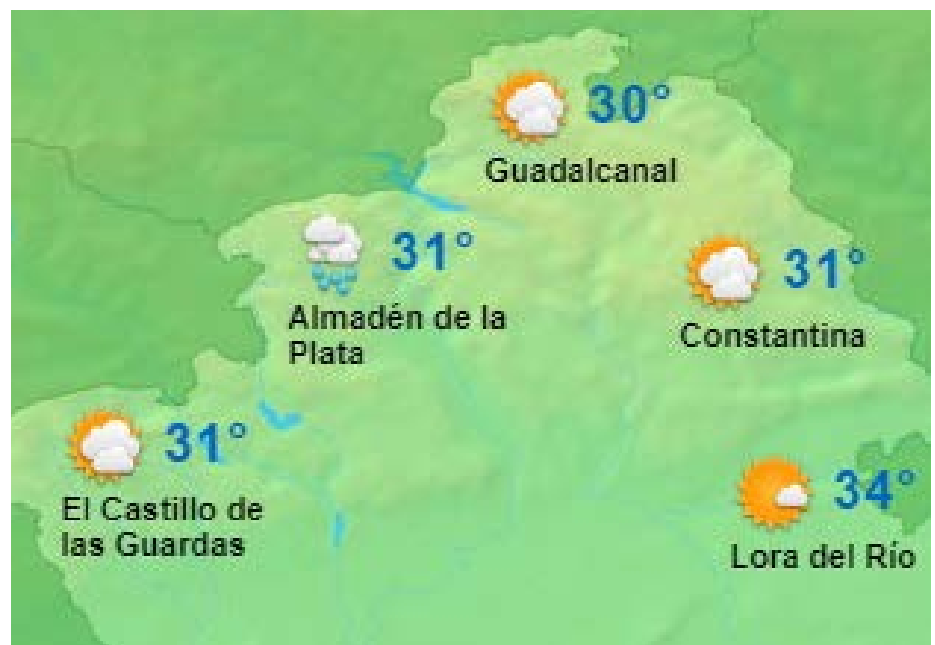 30°
Guadalcanal
31°
Almadén de la
Plata
31°
Constantina
31°
El Castillo de
las Guardas
34°
Lora del Río